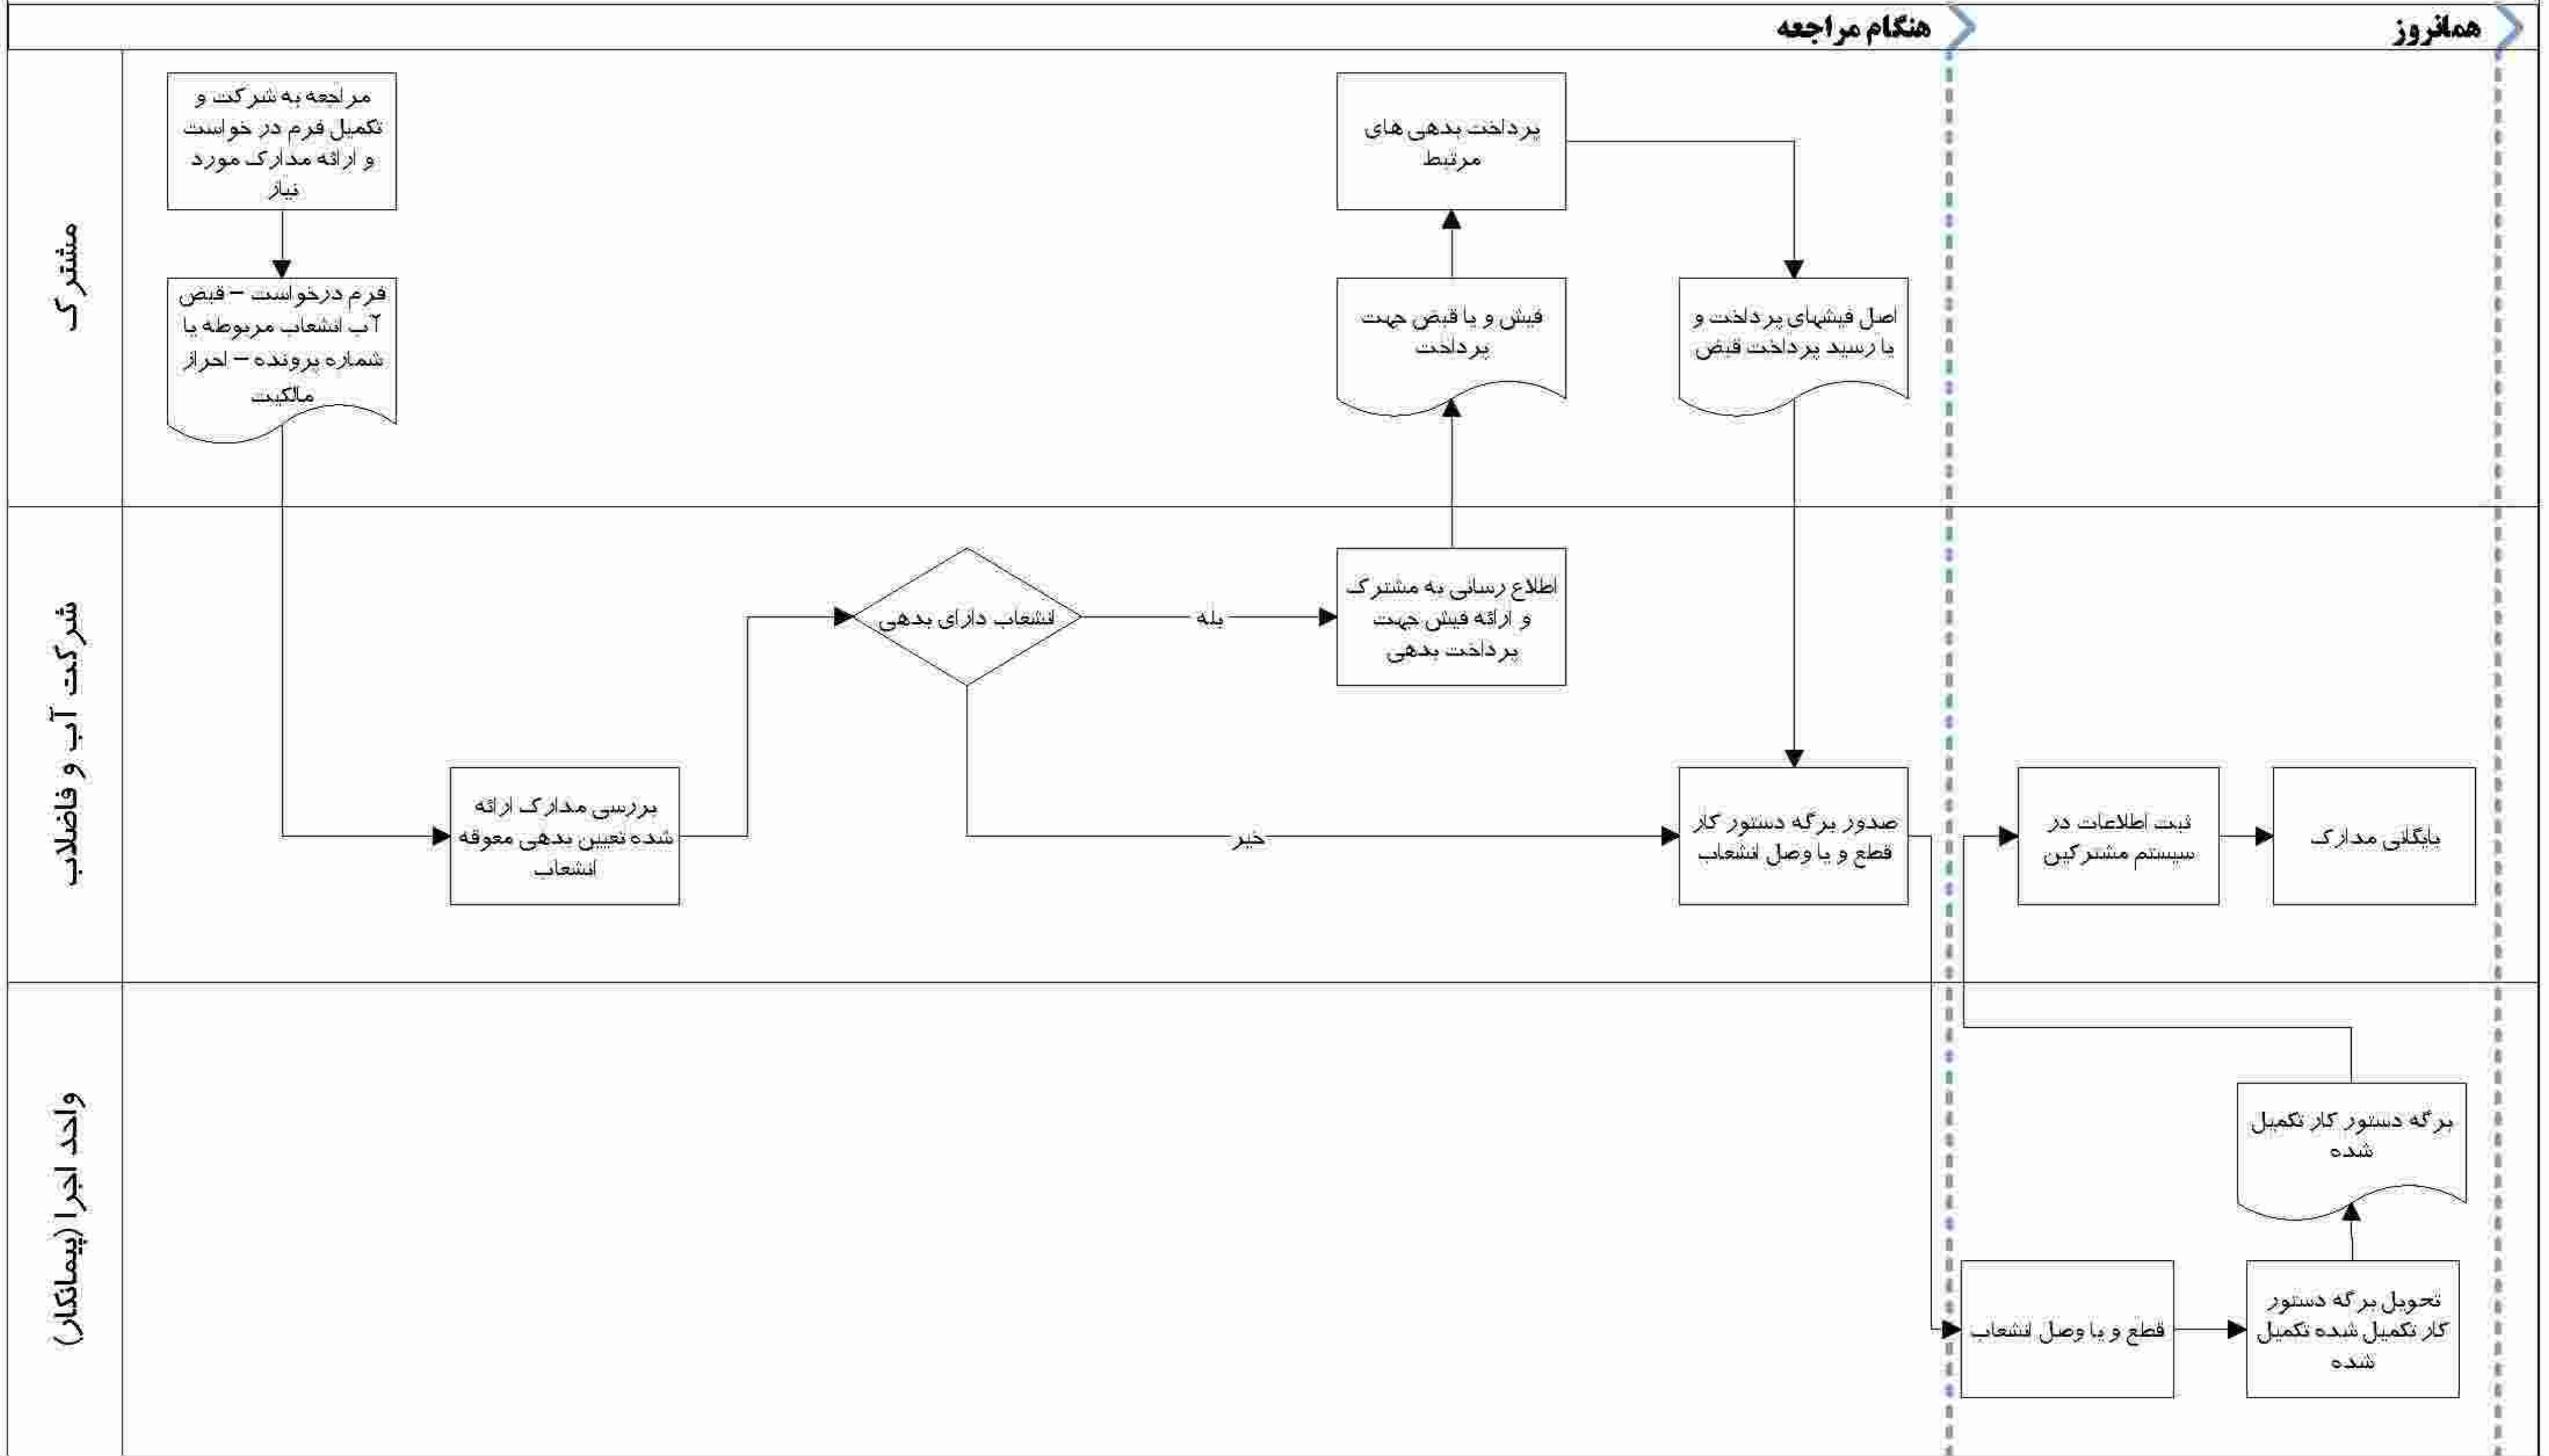 هنگام مراجعه
همانروز
مشترک
مراجعه به شرکت و
تکمیل فرم در خواست
و ارائه مدارک مورد
نیاز
فرم درخواست – قبض
آب انشعاب مربوطه یا
شماره پرونده – احراز
مالکیت
پرداخت بدهی های
مرتبط
فیش و یا قبض جهت
پرداخت
اصل فیشهای پرداخت و
یا رسید پرداخت قبض
شرکت آب و فاضلاب
بررسی مدارک ارائه
شده تعیین بدهی معوقه
انشعاب
انشعاب دارای بدهی
بله
خیر
اطلاع رسانی به مشترک
و ارائه فیش جهت
پرداخت بدهی
صدور برگه دستور کار
قطع و یا وصل انشعاب
ثبت اطلاعات در
سیستم مشترکین
بایگانی مدارک
واحد اجرا (پیمانکار)
قطع و یا وصل انشعاب
تحویل برگه دستور
کار تکمیل شده تکمیل
شده
برگه دستور کار تکمیل
شده